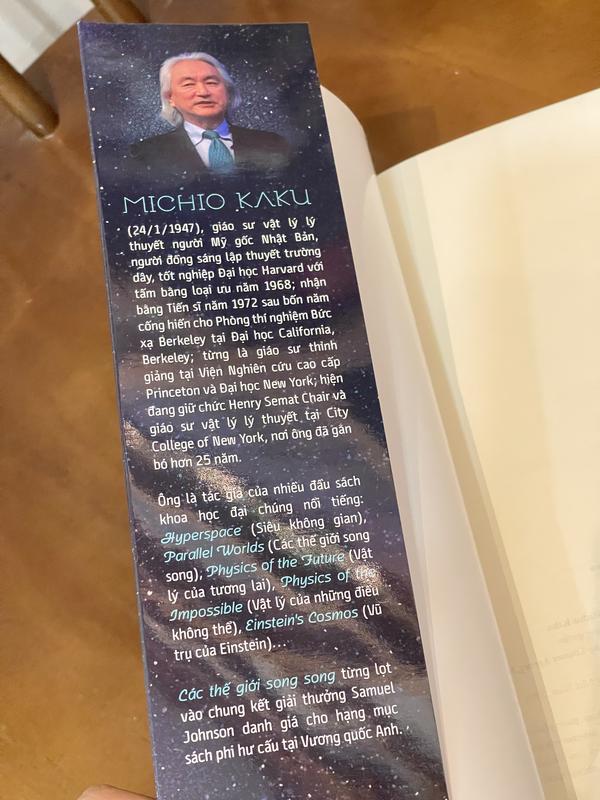 MICHIO KAKU
(24/1/1947), giáo sư vật lý lý
thuyết người Mỹ gốc Nhật Bản,
người đồng sáng lập thuyết trường
dây, tốt nghiệp Đại học Harvard với
tấm bằng loại ưu năm 1968; nhận
bằng Tiến sĩ năm 1972 sau bốn năm
cống hiến cho Phòng thí nghiệm Bức
xạ Berkeley tại Đại học California,
Berkeley; từng là giáo sư thỉnh
giảng tại Viện Nghiên cứu cao cấp
Princeton và Đại học New York; hiện
đang giữ chức Henry Semat Chair và
giáo sư vật lý lý thuyết tại City
College of New York, nơi ông đã gắn
bó hơn 25 năm.
Ông là tác giả của nhiều đầu sách
khoa học đại chúng nổi tiếng:
Hyperspace (Siêu không gian),
Parallel Worlds (Các thế giới song
song), Physics of the Future (Vật
lý của tương lai), Physics of the
Impossible (Vật lý của những điều
không thể), Einstein's Cosmos (Vũ
trụ của Einstein)...
Các thế giới song song từng lọt
vào chung kết giải thưởng Samuel
Johnson danh giá cho hạng mục
sách phi hư cấu tại Vương quốc Anh.